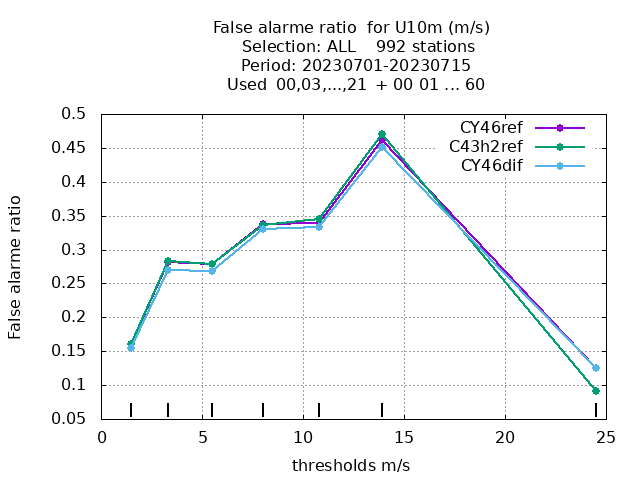 False alarme ratio  for U10m (m/s)
Selection: ALL    992 stations
Period: 20230701-20230715
Used  00,03,...,21  + 00 01 ... 60
0.5
0.45
0.4
0.35
0.3
0.25
0.2
0.15
0.1
0.05
False alarme ratio
CY46ref
C43h2ref
CY46dif
0 5 10 15 20 25
thresholds m/s